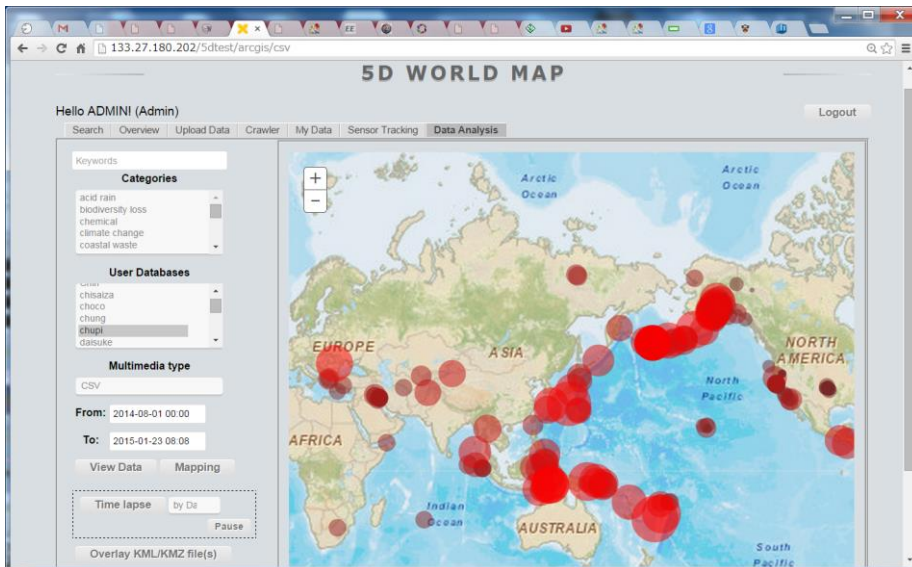 133.27.180.202/5dtest/arcgis/csv
5D WORLD MAP
Hello ADMIN! (Admin)
Logout
Search Overview Upload Data Crawler My Data Sensor Tracking Data Analysis
Keywords
Categories
acid rain
biodiversity loss
chemical
climate change
coastal waste
User Databases
chisaiza
choco
chung
chupi
daisuke
Multimedia type
CSV
From: 2014-08-01 00:00
To: 2015-01-23 08:08
View Data Mapping
Time lapse by Da
Pause
Overlay KML/KMZ file(s)
+
−
Arctic
Ocean
Arctic
Ocean
EUROPE
ASIA
NORTH
AMERICA
North
Pacific
AFRICA
Indian
Ocean
AUSTRALIA
South
Pacific